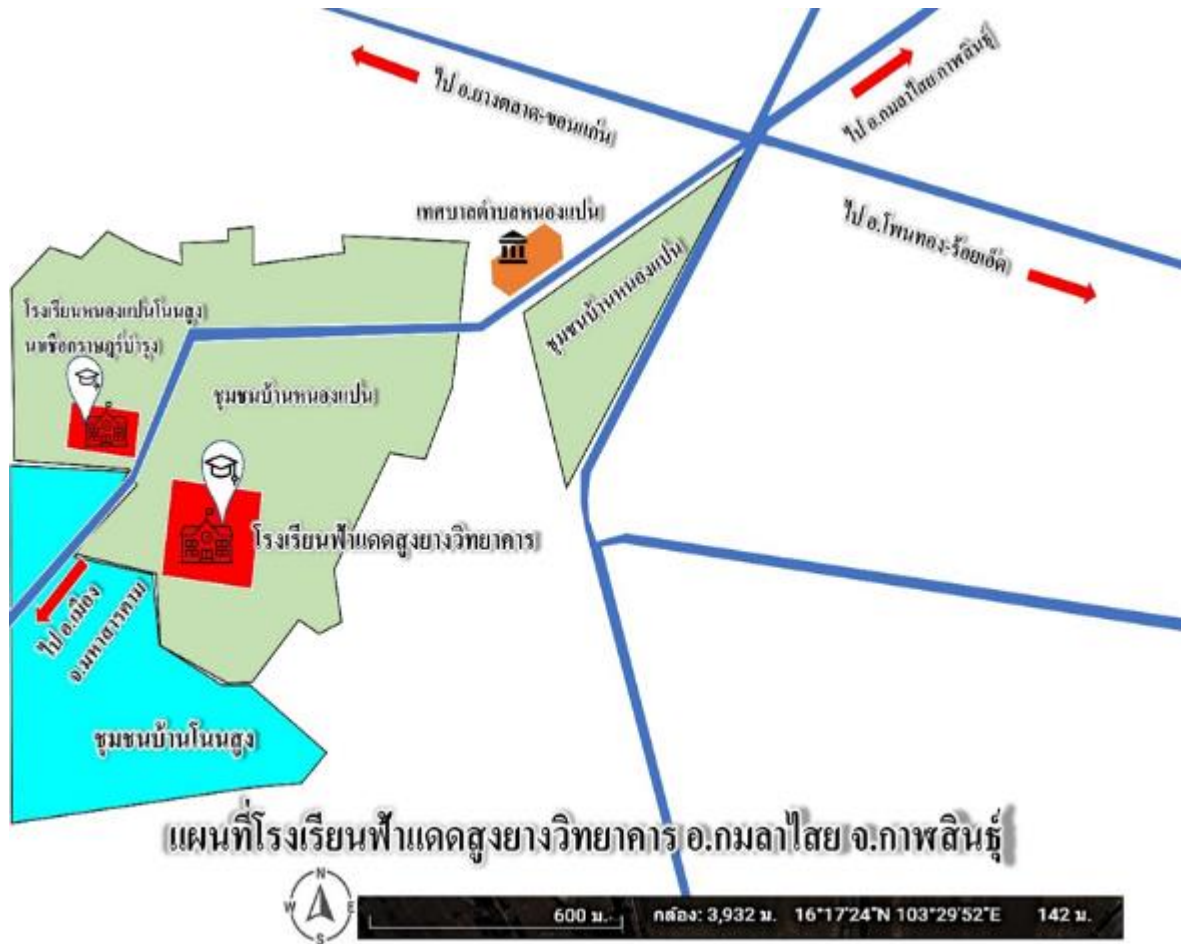 ไป อ.ยางตลาด-ขอนแก่น
ไป อ.กมลาไสย.กาฬสินธุ์
ไป อ.โพนทอง-ร้อยเอ็ด
เทศบาลตำบลหนองแปน
ชุมชนบ้านหนองแปน
โรงเรียนหนองแปนโนนสูง
นาเชือกราษฎร์บำรุง
ชุมชนบ้านหนองแปน
โรงเรียนฟ้าแดดสูงยางวิทยาคาร
ไป อ.เมือง
จ.มหาสารคาม
ชุมชนบ้านโนนสูง
แผนที่โรงเรียนฟ้าแดดสูงยางวิทยาคาร อ.กมลาไสย จ.กาฬสินธุ์
N
W E
S
600 ม. กล้อง: 3,932 ม. 16°17'24"N 103°29'52"E 142 ม.